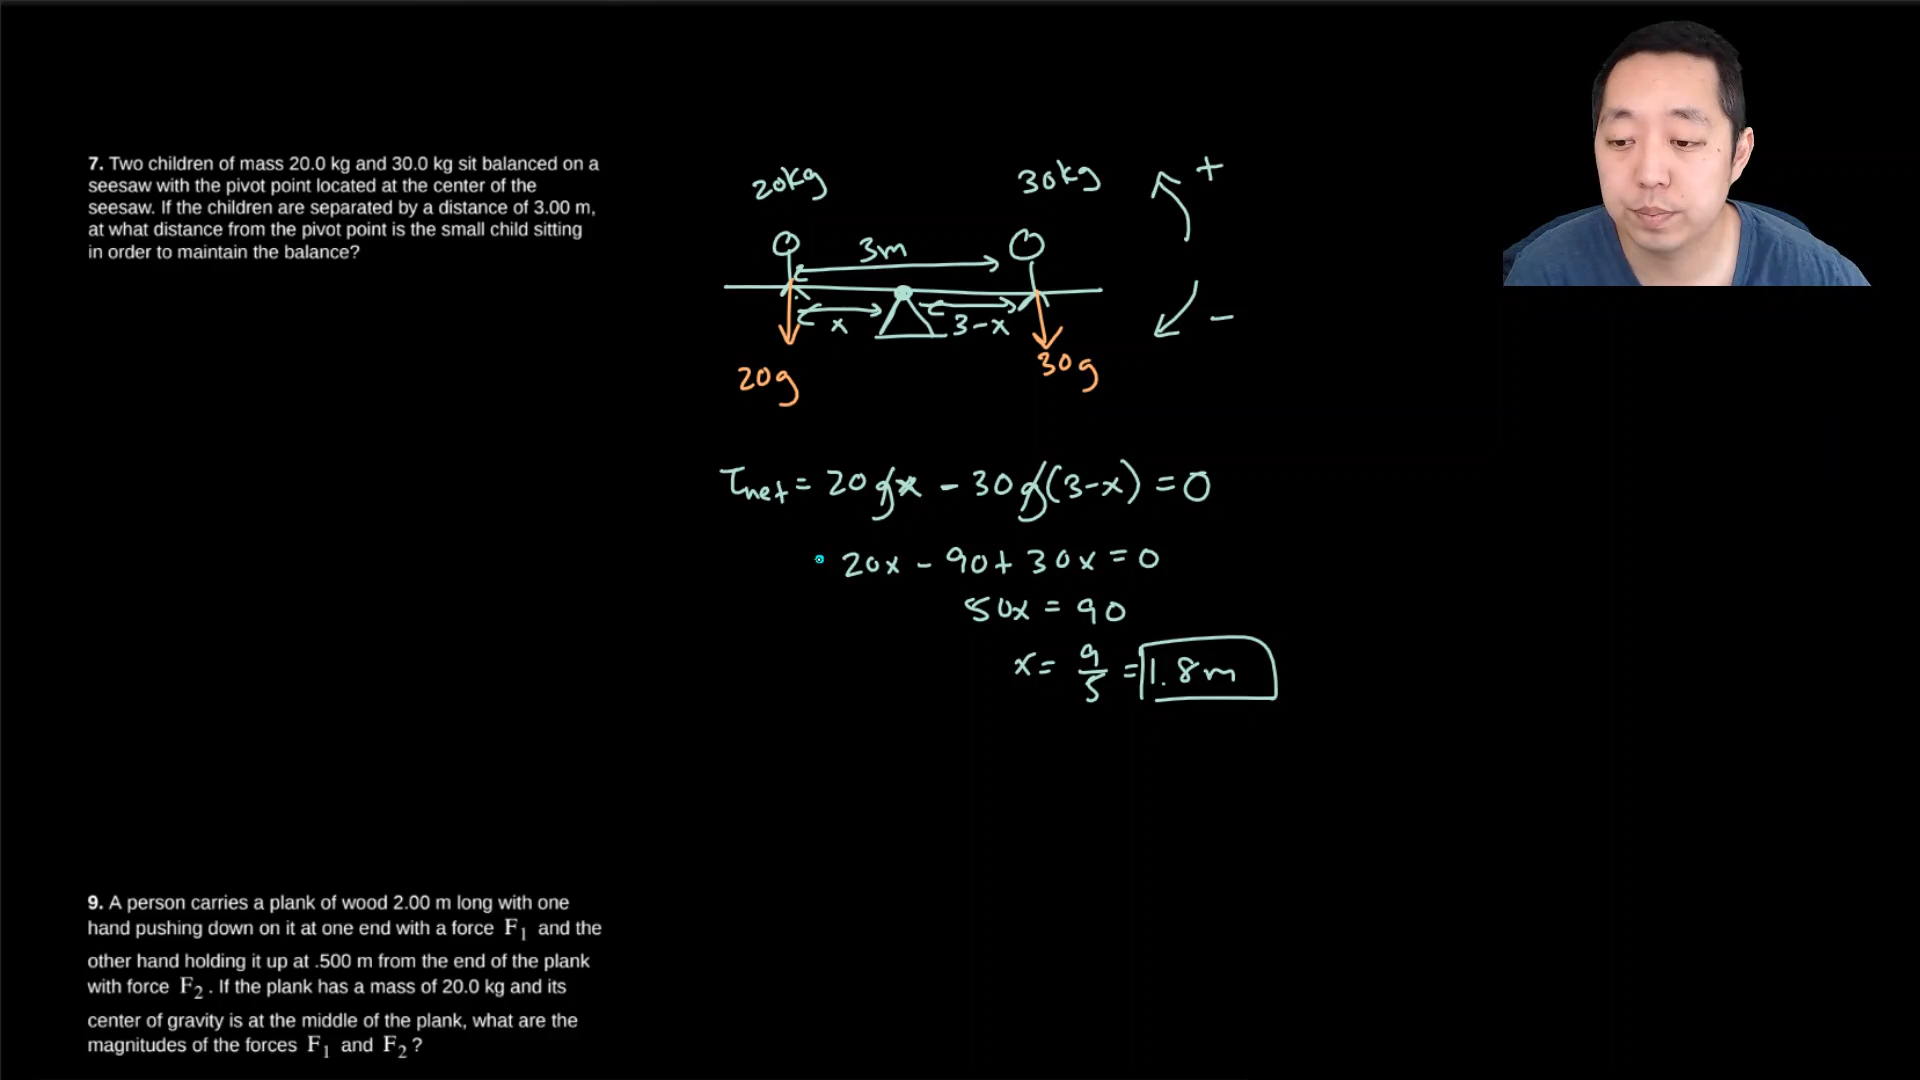 7. Two children of mass 20.0 kg and 30.0 kg sit balanced on a
seesaw with the pivot point located at the center of the
seesaw. If the children are separated by a distance of 3.00 m,
at what distance from the pivot point is the small child sitting
in order to maintain the balance?
20kg
30kg
+
3m
x
3-x
-
20g
30g
τnet = 20gx - 30g(3-x) = 0
20x - 90 + 30x = 0
50x = 90
x = 9/5 = 1.8m
9. A person carries a plank of wood 2.00 m long with one
hand pushing down on it at one end with a force F₁ and the
other hand holding it up at .500 m from the end of the plank
with force F₂. If the plank has a mass of 20.0 kg and its
center of gravity is at the middle of the plank, what are the
magnitudes of the forces F₁ and F₂?